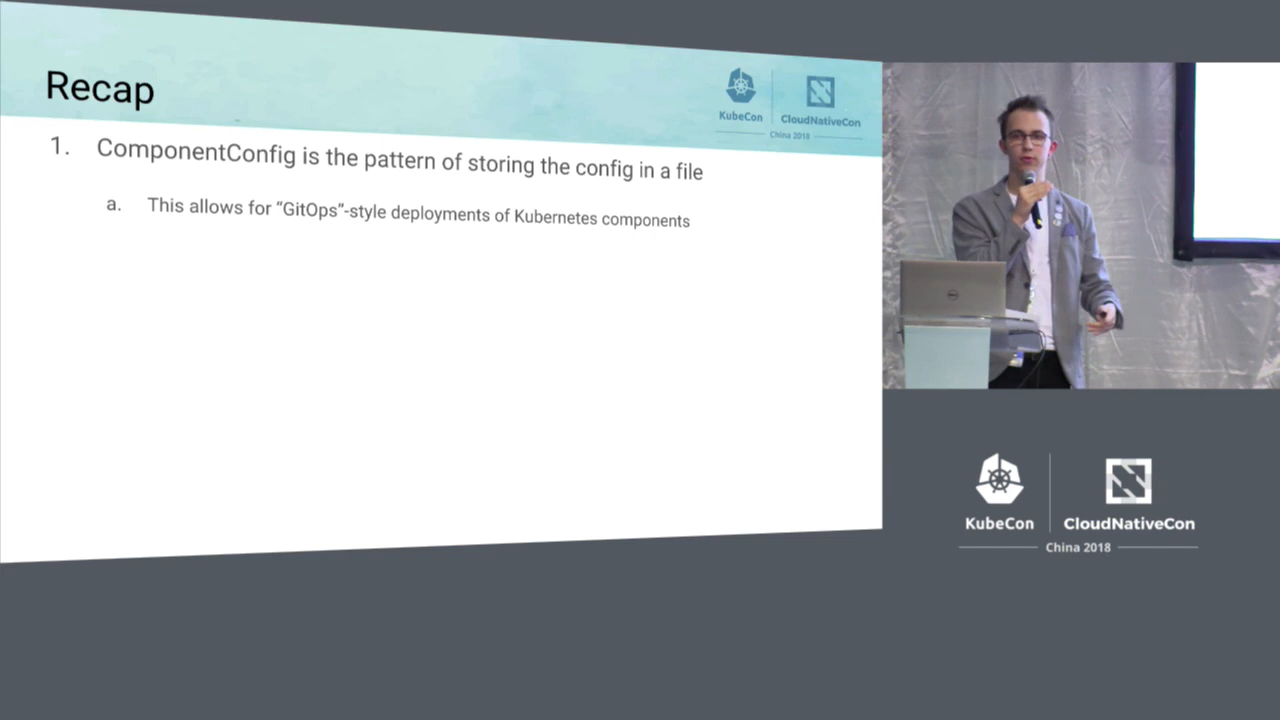 Recap
KubeCon
CloudNativeCon
China 2018
1. ComponentConfig is the pattern of storing the config in a file
a. This allows for “GitOps”-style deployments of Kubernetes components
DELL
KubeCon
CloudNativeCon
China 2018